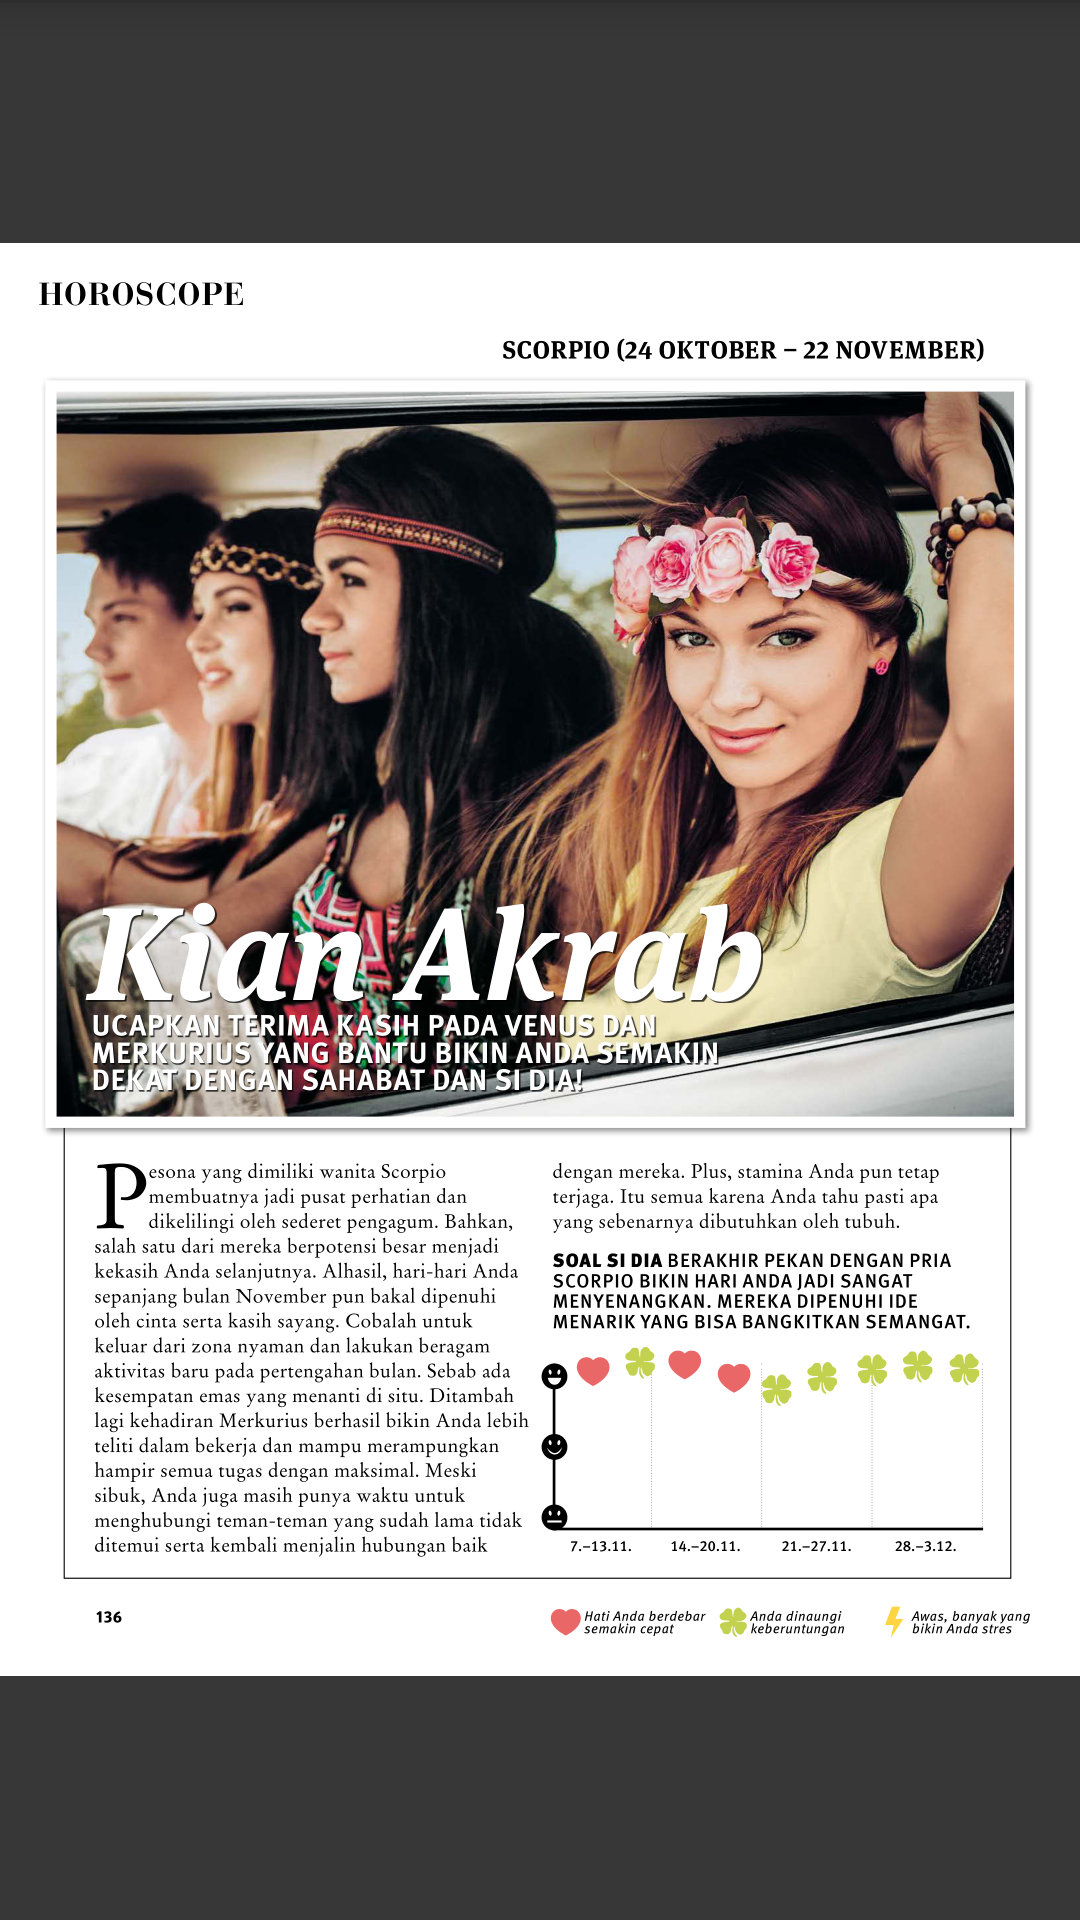 HOROSCOPE
SCORPIO (24 OKTOBER – 22 NOVEMBER)
Kian Akrab
UCAPKAN TERIMA KASIH PADA VENUS DAN
MERKURIUS YANG BANTU BIKIN ANDA SEMAKIN
DEKAT DENGAN SAHABAT DAN SI DIA!
Pesona yang dimiliki wanita Scorpio
membuatnya jadi pusat perhatian dan
dikelilingi oleh sederet pengagum. Bahkan,
salah satu dari mereka berpotensi besar menjadi
kekasih Anda selanjutnya. Alhasil, hari-hari Anda
sepanjang bulan November pun bakal dipenuhi
oleh cinta serta kasih sayang. Cobalah untuk
keluar dari zona nyaman dan lakukan beragam
aktivitas baru pada pertengahan bulan. Sebab ada
kesempatan emas yang menanti di situ. Ditambah
lagi kehadiran Merkurius berhasil bikin Anda lebih
teliti dalam bekerja dan mampu merampungkan
hampir semua tugas dengan maksimal. Meski
sibuk, Anda juga masih punya waktu untuk
menghubungi teman-teman yang sudah lama tidak
ditemui serta kembali menjalin hubungan baik
dengan mereka. Plus, stamina Anda pun tetap
terjaga. Itu semua karena Anda tahu pasti apa
yang sebenarnya dibutuhkan oleh tubuh.
SOAL SI DIA BERAKHIR PEKAN DENGAN PRIA
SCORPIO BIKIN HARI ANDA JADI SANGAT
MENYENANGKAN. MEREKA DIPENUHI IDE
MENARIK YANG BISA BANGKITKAN SEMANGAT.
7.–13.11. 14.–20.11. 21.–27.11. 28.–3.12.
136
Hati Anda berdebar
semakin cepat
Anda dinaungi
keberuntungan
Awas, banyak yang
bikin Anda stres